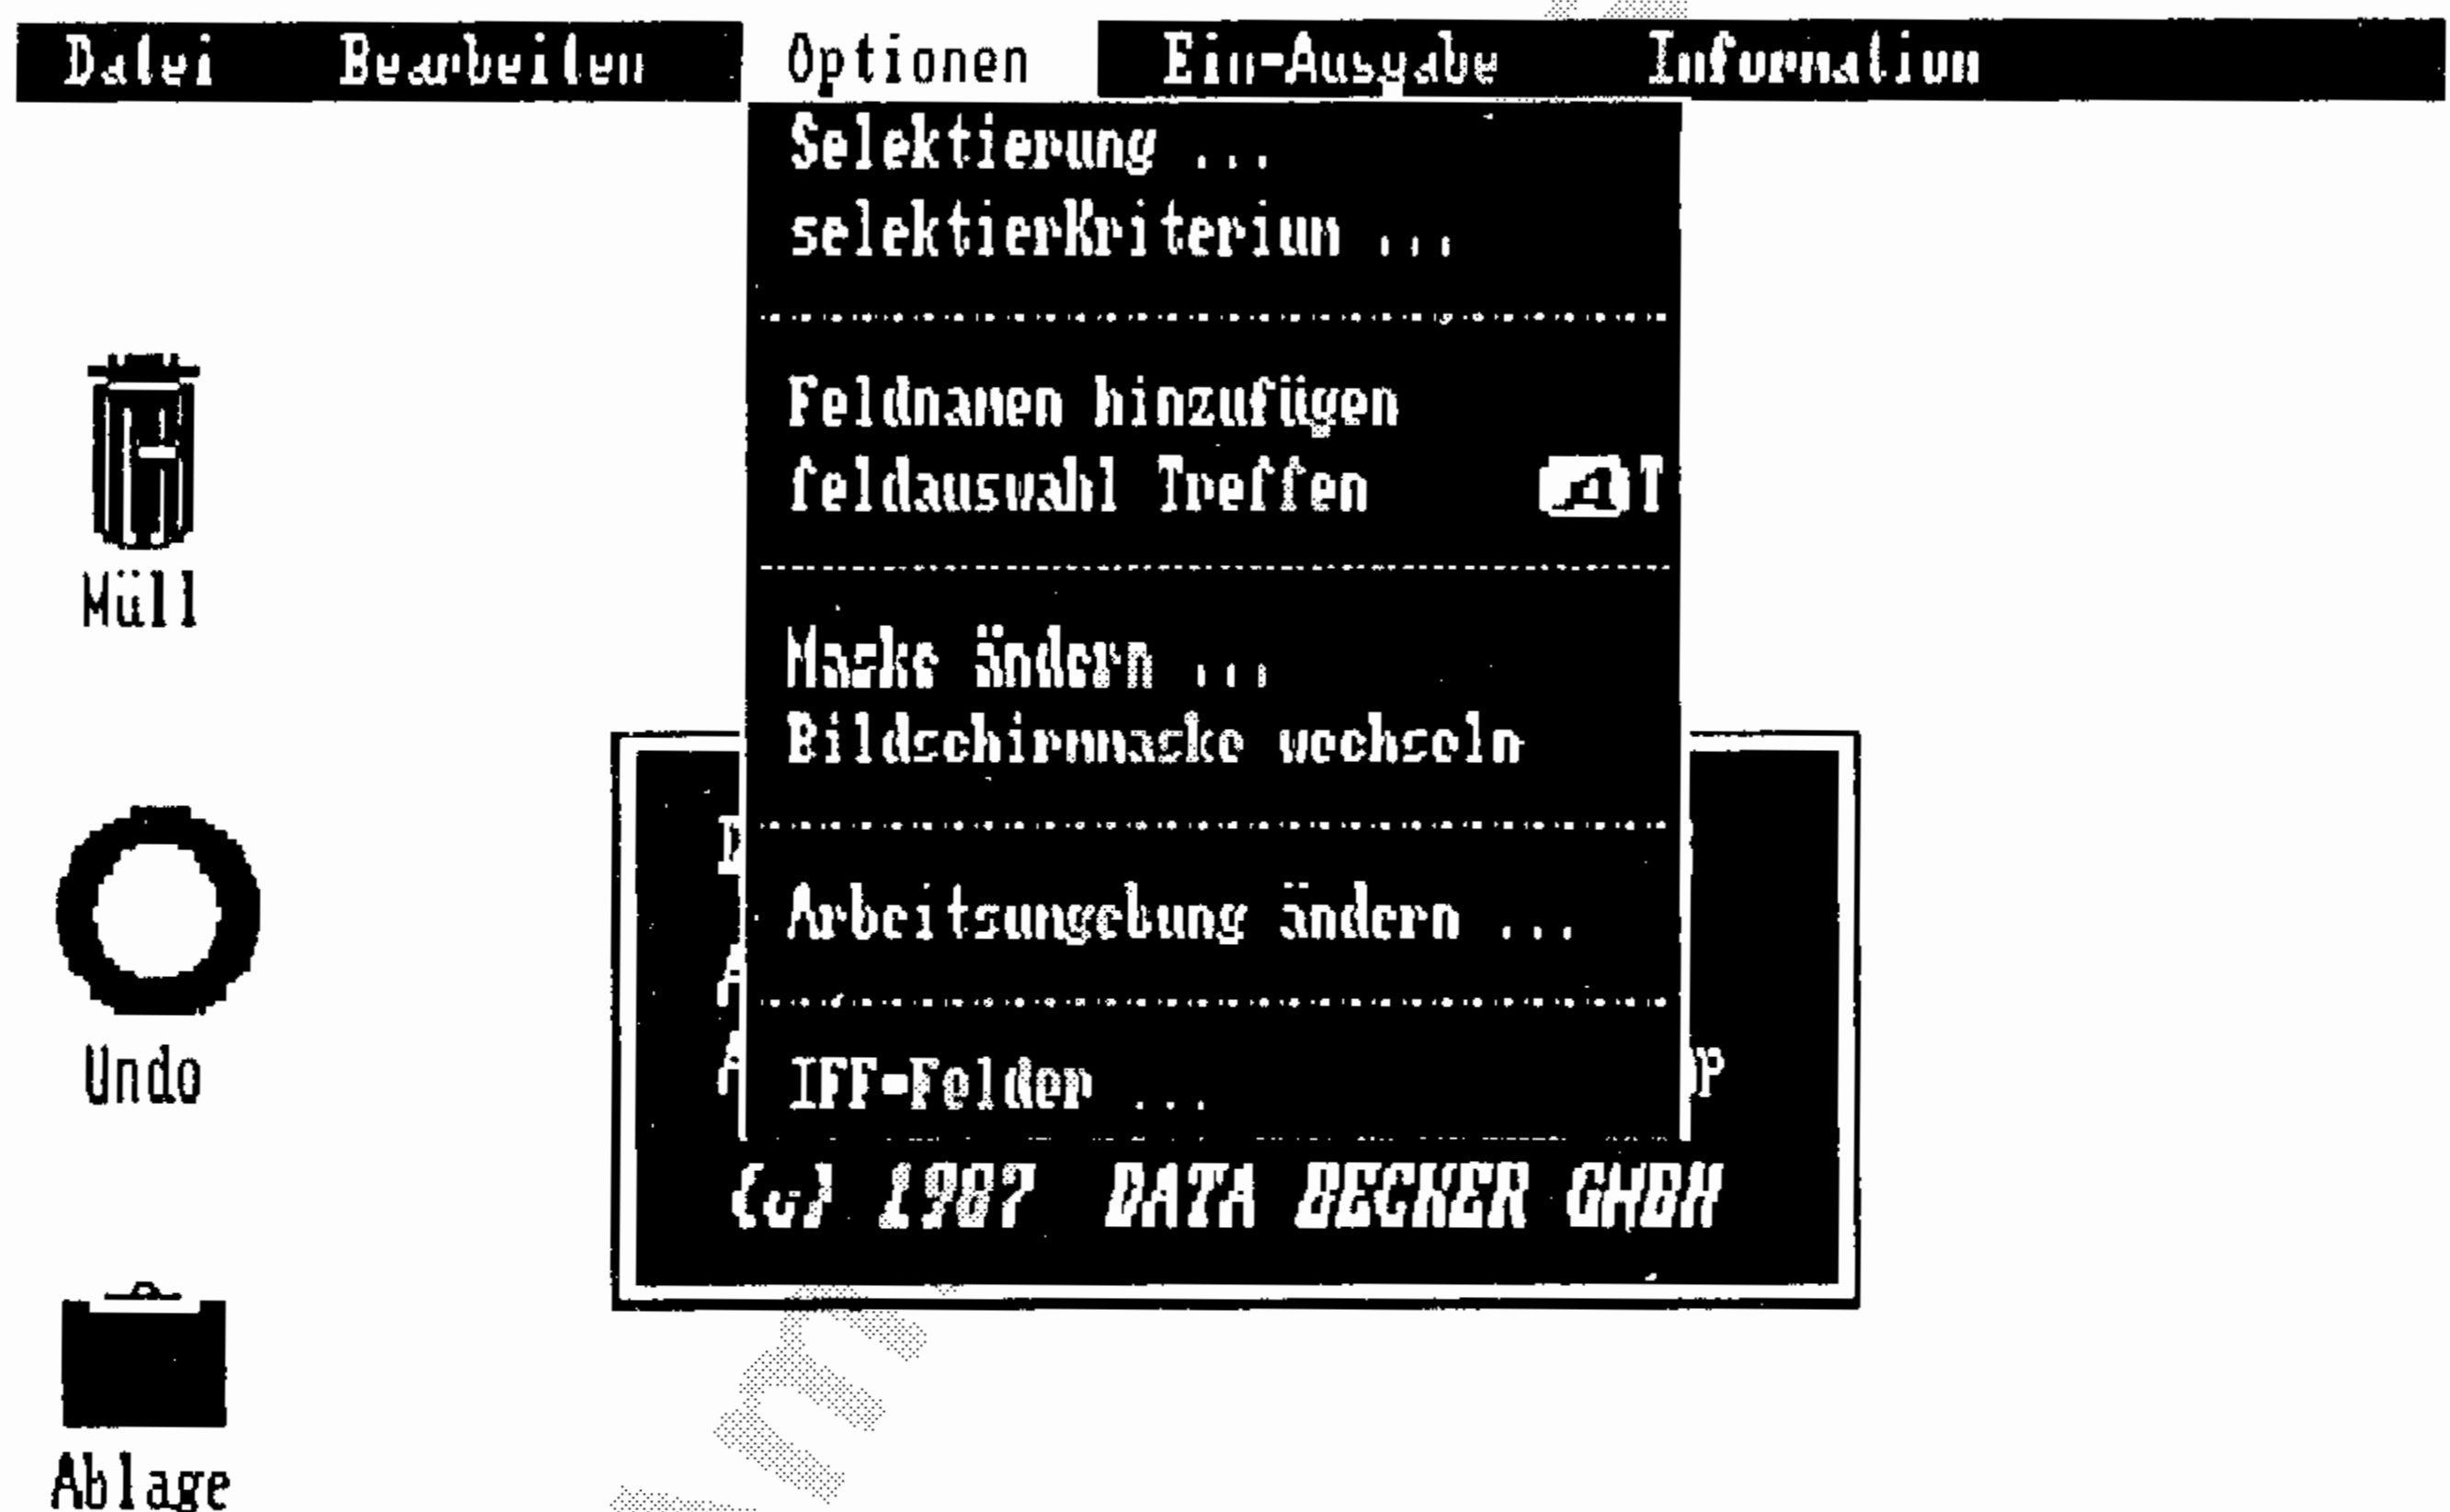 Datei Bearbeiten Optionen Ein-Ausgabe Information
Selektierung ...
selektierKriterium ...
Feldnamen hinzufügen
feldauswahl Treffen A T
Maske ändern ...
Bildschirmmaske wechseln
Arbeitsumgebung ändern ...
IFF-Felder ...
(c) 1987 DATA BECKER GMBH
Müll
Undo
Ablage